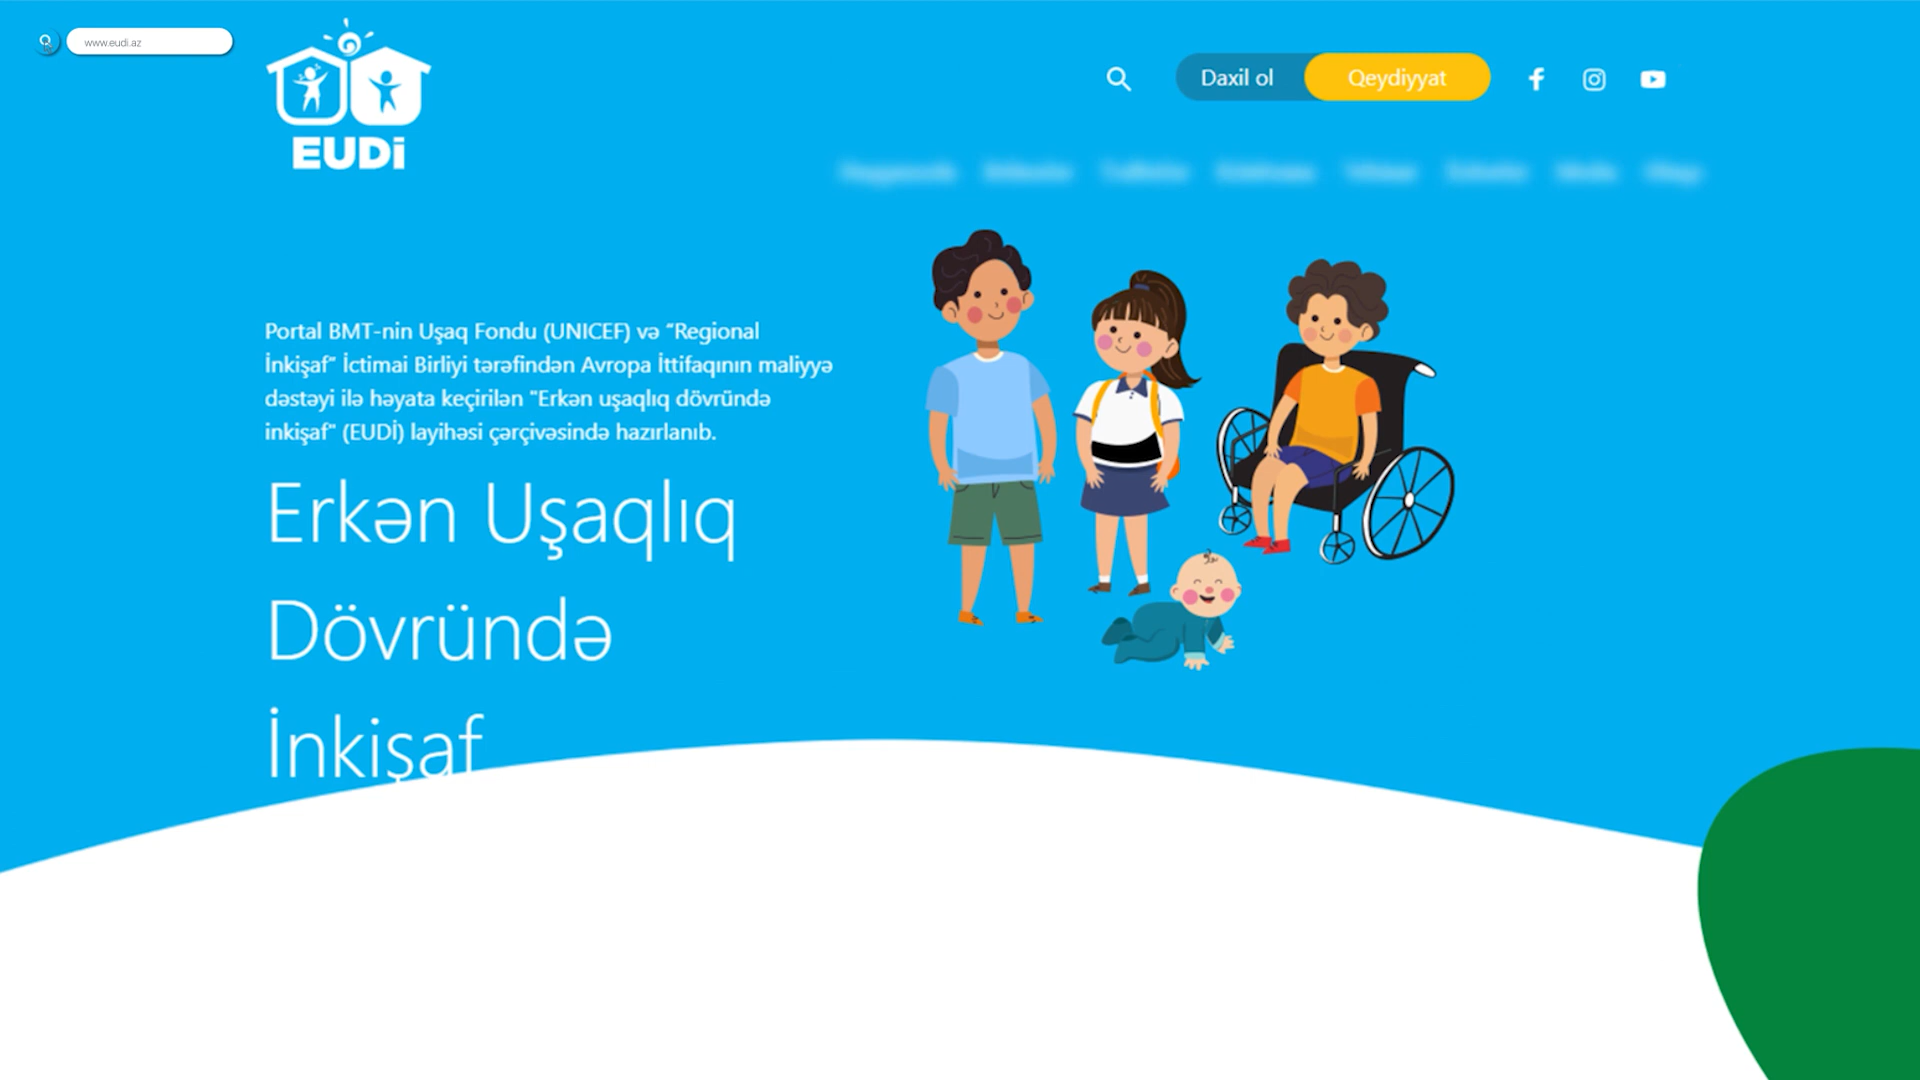 www.eudi.az
EUDi
Daxil ol
Qeydiyyat
Portal BMT-nin Uşaq Fondu (UNICEF) və “Regional
İnkişaf” İctimai Birliyi tərəfindən Avropa İttifaqının maliyyə
dəstəyi ilə həyata keçirilən "Erkən uşaqlıq dövründə
inkişaf" (EUDİ) layihəsi çərçivəsində hazırlanıb.
Erkən Uşaqlıq
Dövründə
İnkişaf